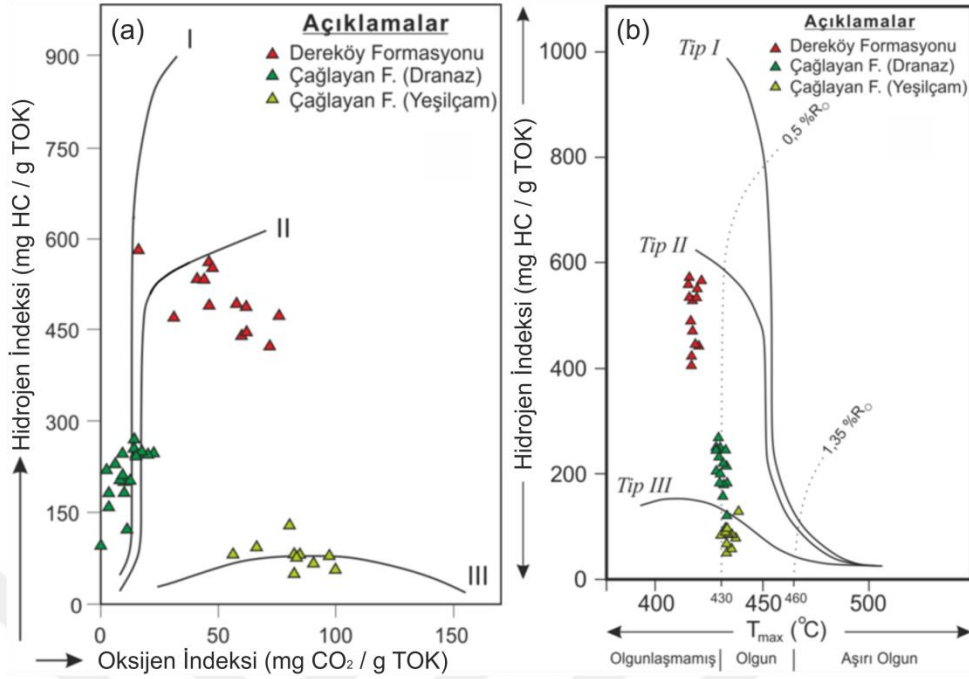 (a)
Açıklamalar
Dereköy Formasyonu
Çağlayan F. (Dranaz)
Çağlayan F. (Yeşilçam)
I
II
III
900
750
600
450
300
150
0
0
50
100
150
Hidrojen İndeksi (mg HC / g TOK)
Oksijen İndeksi (mg CO₂ / g TOK)
(b)
Açıklamalar
Dereköy Formasyonu
Çağlayan F. (Dranaz)
Çağlayan F. (Yeşilçam)
Tip I
Tip II
Tip III
0,5 %R○
1,35 %R○
1000
800
600
400
200
0
400
430
450
460
500
Hidrojen İndeksi (mg HC / g TOK)
Tmax (°C)
Olgunlaşmamış
Olgun
Aşırı Olgun